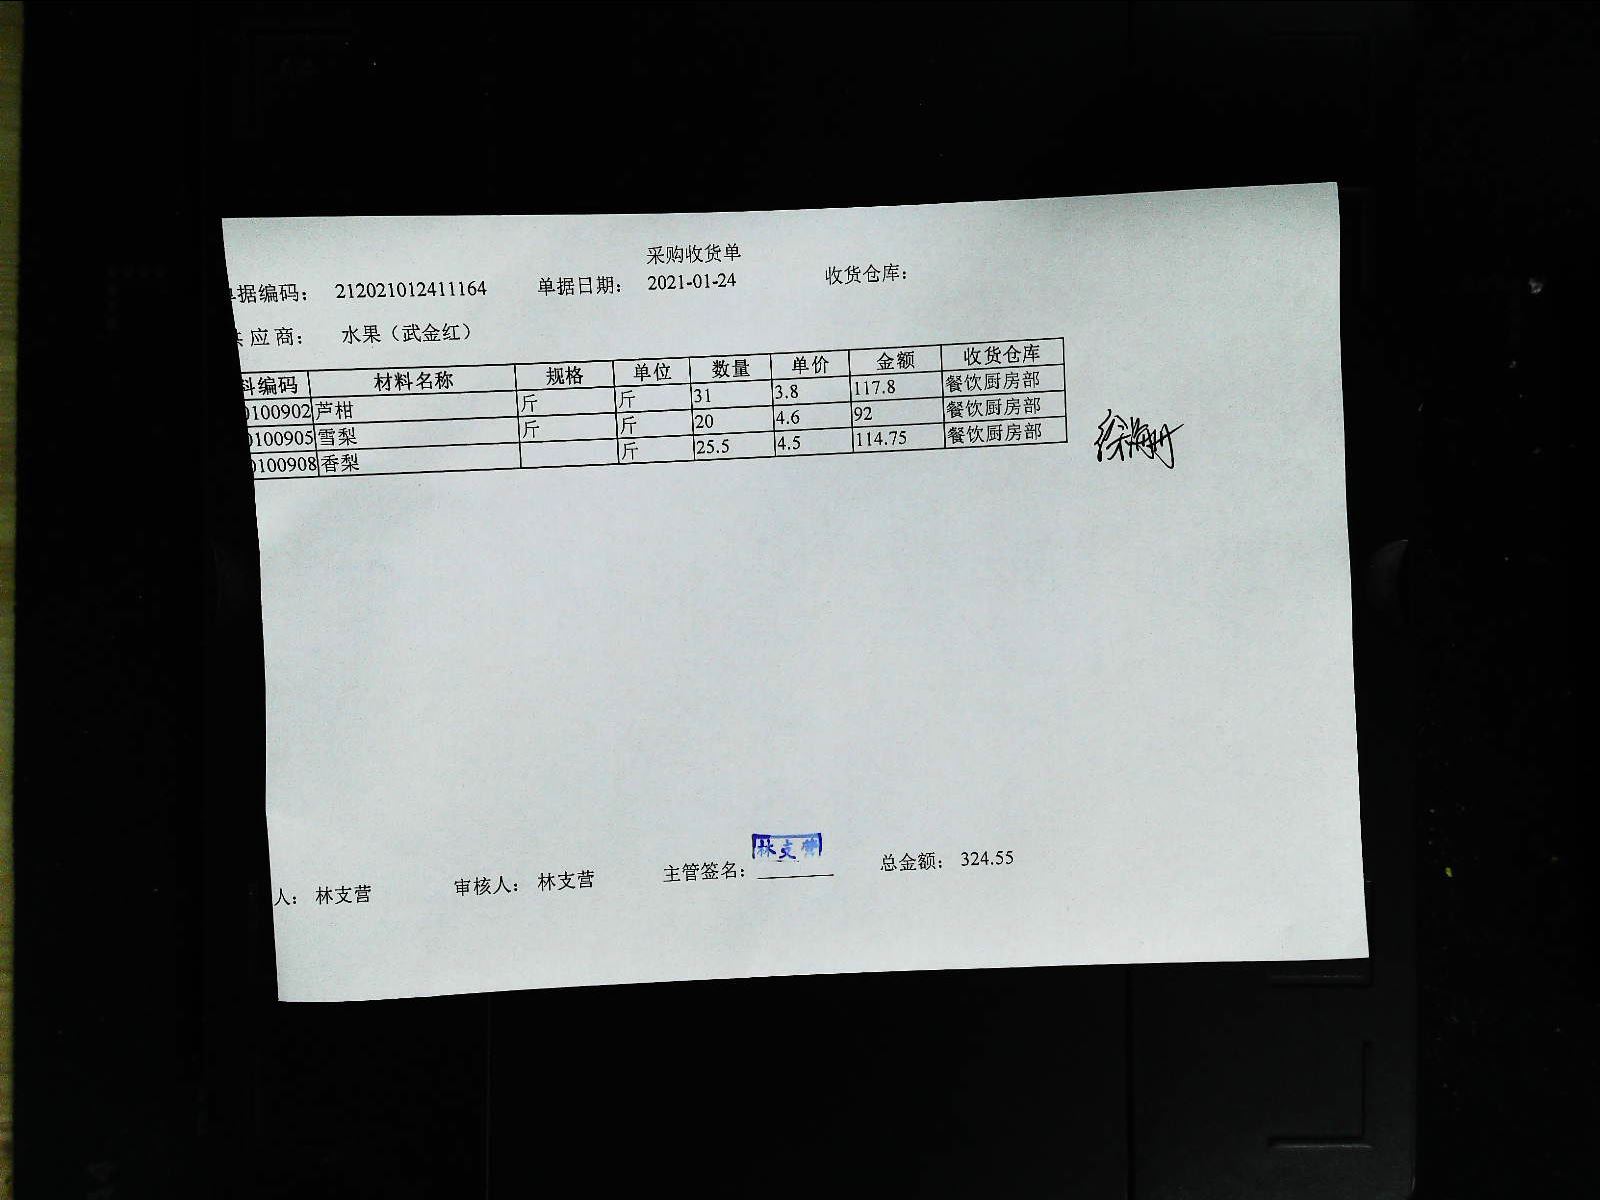 采购收货单
据编码： 212021012411164 单据日期： 2021-01-24 收货仓库：
应商： 水果（武金红）
料编码 材料名称 规格 单位 数量 单价 金额 收货仓库
0100902 芦柑 斤 斤 31 3.8 117.8 餐饮厨房部
0100905 雪梨 斤 斤 20 4.6 92 餐饮厨房部
0100908 香梨 斤 25.5 4.5 114.75 餐饮厨房部
人： 林支营 审核人： 林支营 主管签名： 林支营 总金额： 324.55